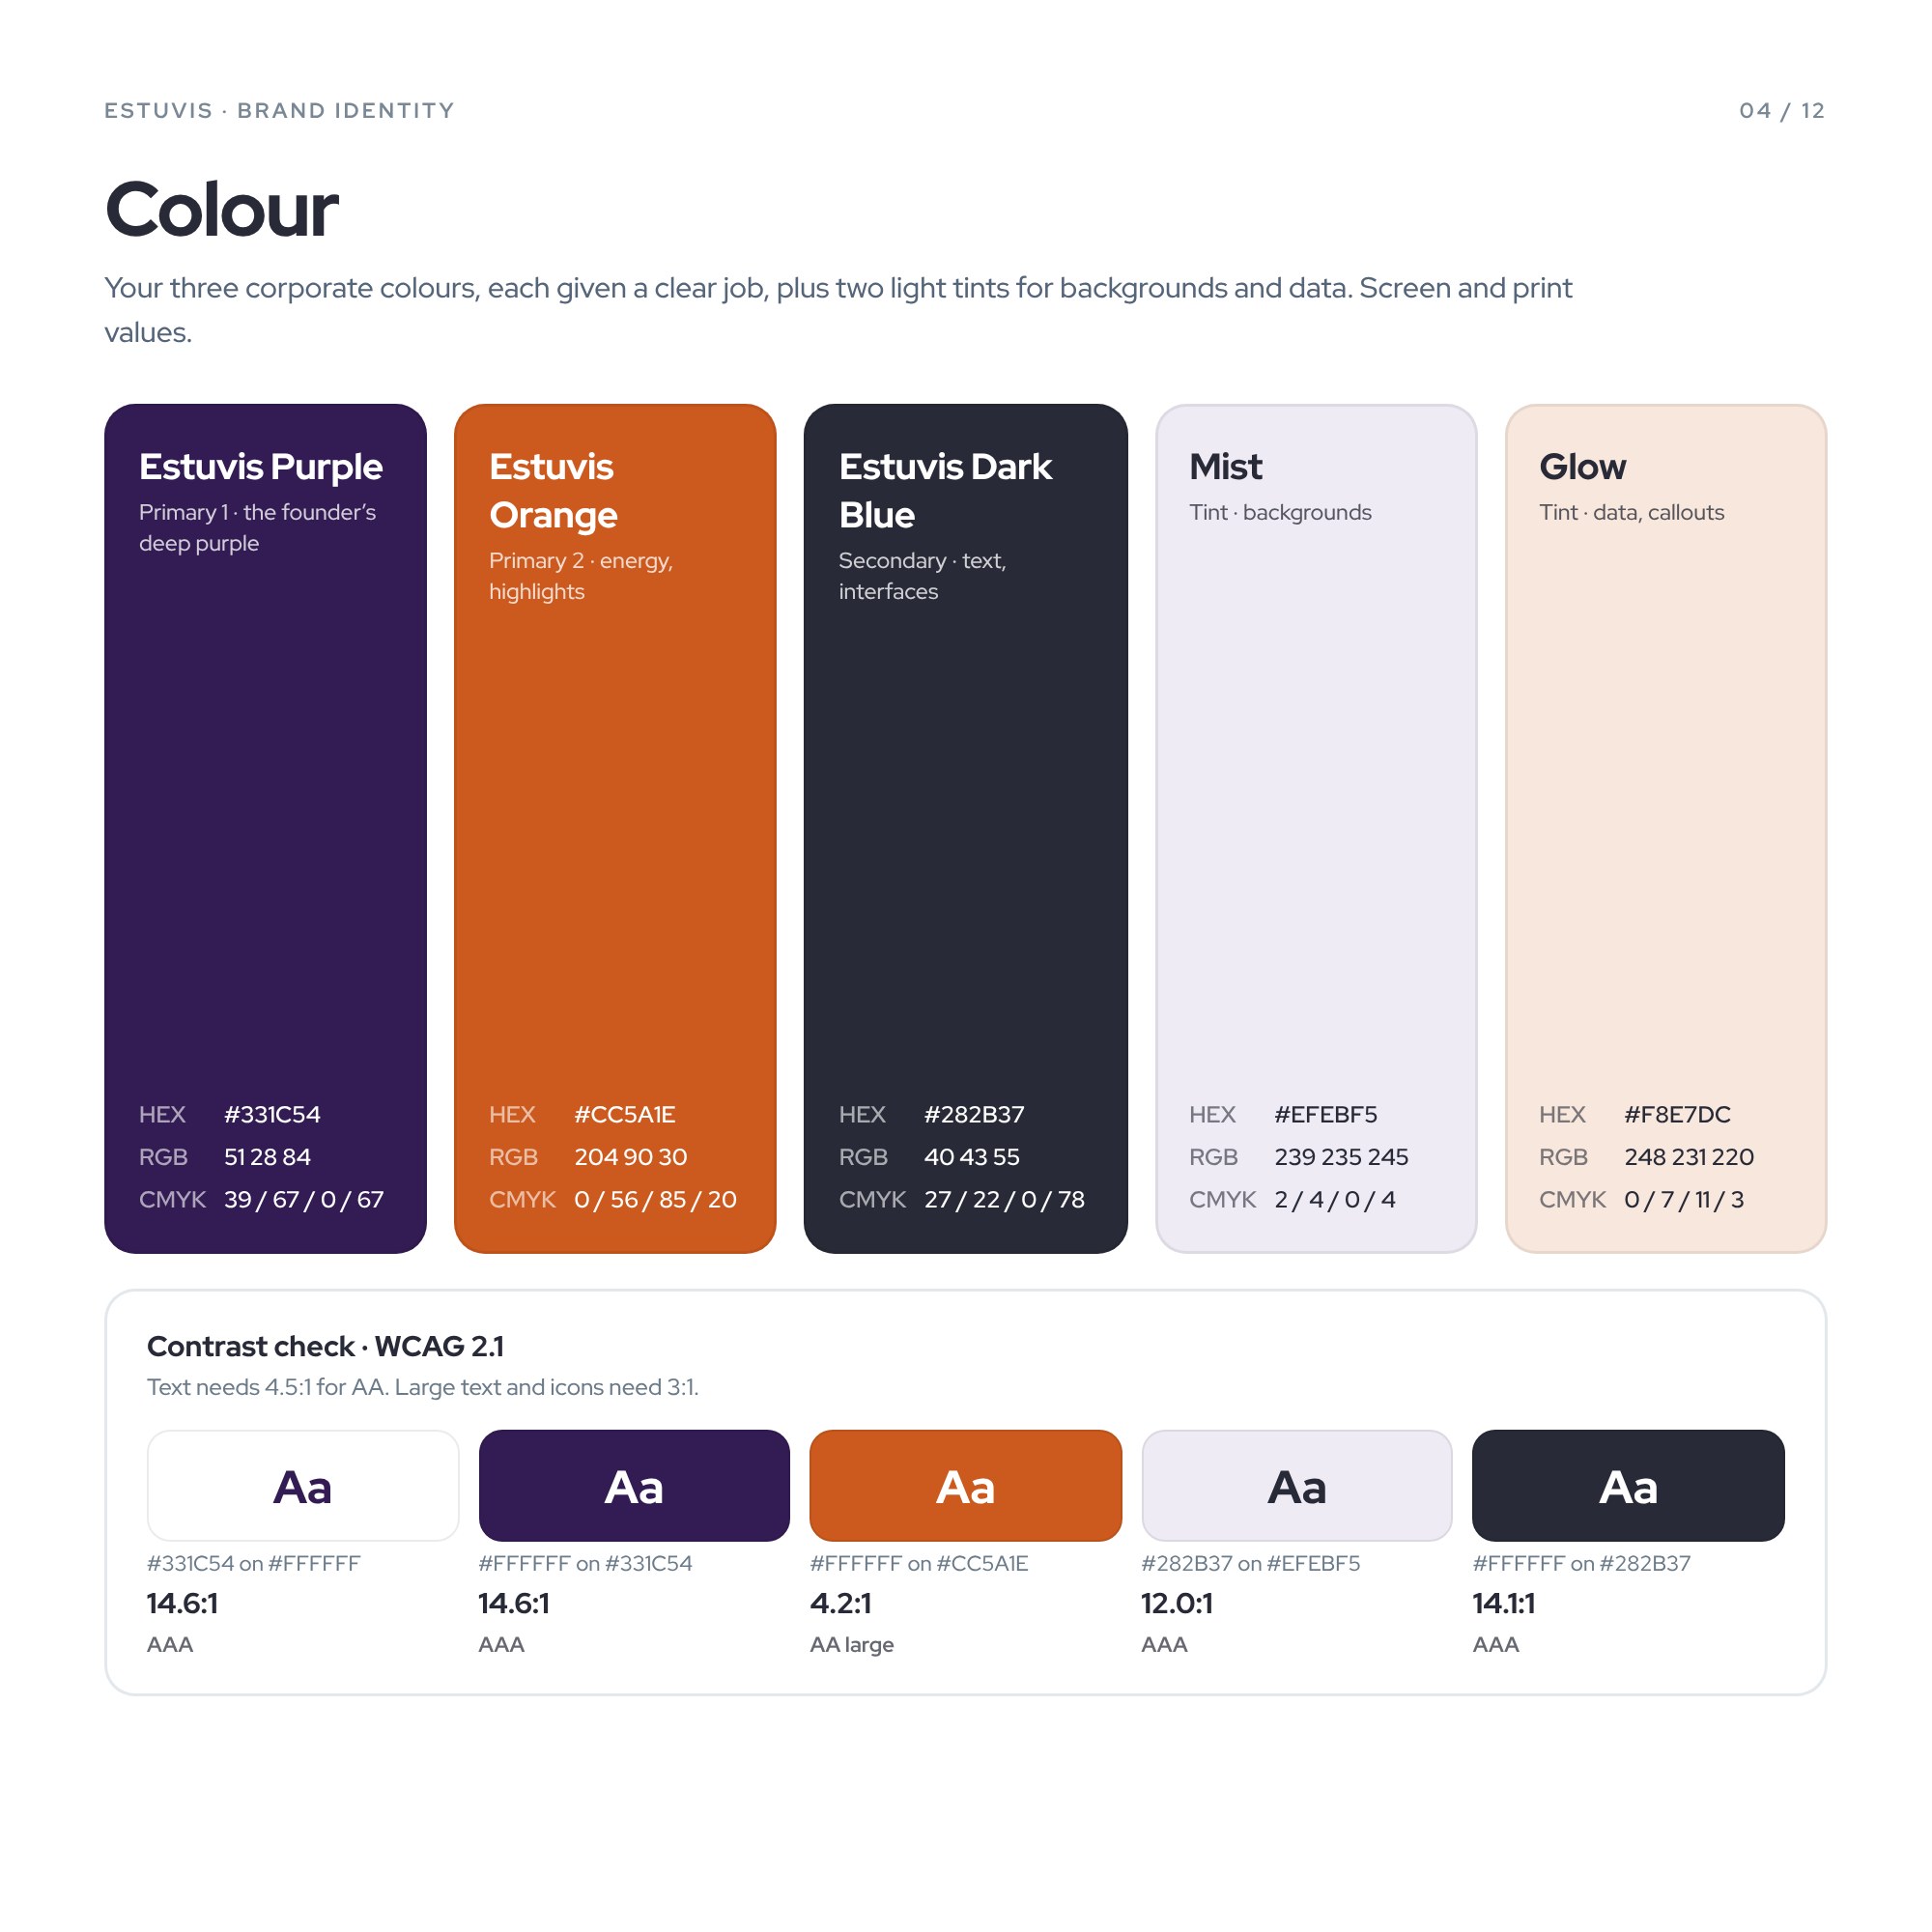 ESTUVIS · BRAND IDENTITY
04 / 12
Colour
Your three corporate colours, each given a clear job, plus two light tints for backgrounds and data. Screen and print
values.
Estuvis Purple
Primary 1 · the founder’s
deep purple
HEX #331C54
RGB 51 28 84
CMYK 39 / 67 / 0 / 67
Estuvis
Orange
Primary 2 · energy,
highlights
HEX #CC5A1E
RGB 204 90 30
CMYK 0 / 56 / 85 / 20
Estuvis Dark
Blue
Secondary · text,
interfaces
HEX #282B37
RGB 40 43 55
CMYK 27 / 22 / 0 / 78
Mist
Tint · backgrounds
HEX #EFEBF5
RGB 239 235 245
CMYK 2 / 4 / 0 / 4
Glow
Tint · data, callouts
HEX #F8E7DC
RGB 248 231 220
CMYK 0 / 7 / 11 / 3
Contrast check · WCAG 2.1
Text needs 4.5:1 for AA. Large text and icons need 3:1.
Aa
#331C54 on #FFFFFF
14.6:1
AAA
Aa
#FFFFFF on #331C54
14.6:1
AAA
Aa
#FFFFFF on #CC5A1E
4.2:1
AA large
Aa
#282B37 on #EFEBF5
12.0:1
AAA
Aa
#FFFFFF on #282B37
14.1:1
AAA